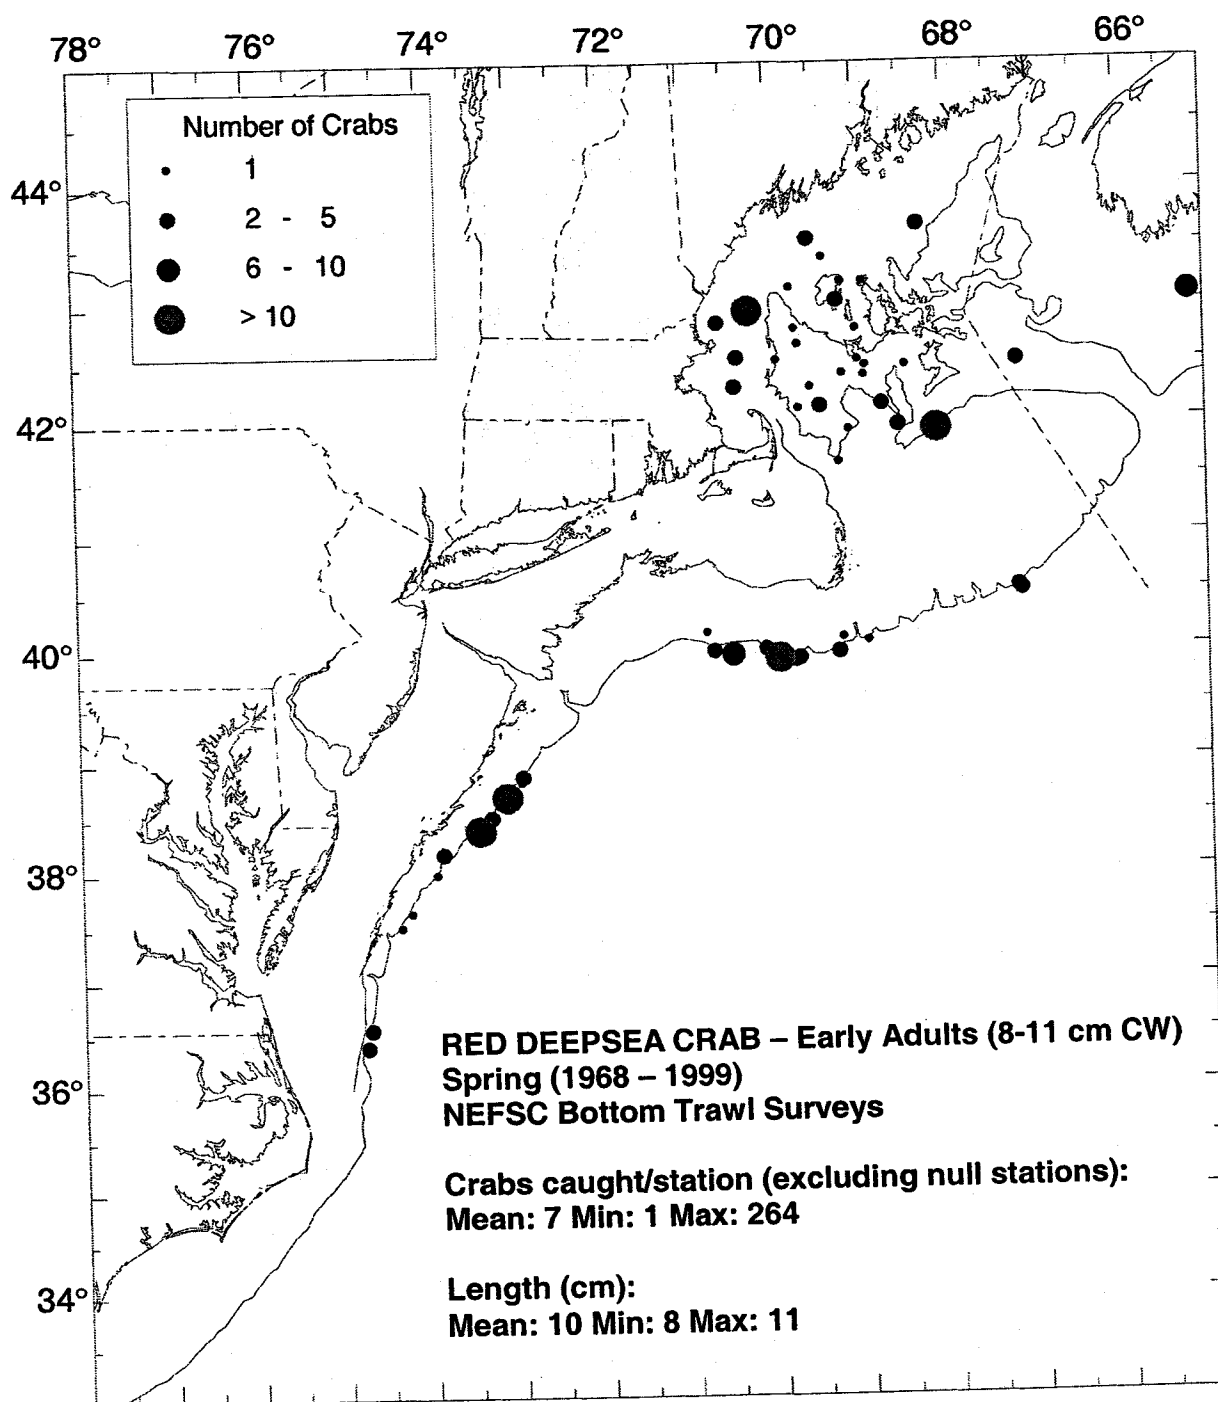 78° 76° 74° 72° 70° 68° 66°
Number of Crabs
1
2 - 5
6 - 10
> 10
44°
42°
40°
38°
36°
34°
RED DEEPSEA CRAB – Early Adults (8-11 cm CW)
Spring (1968 – 1999)
NEFSC Bottom Trawl Surveys
Crabs caught/station (excluding null stations):
Mean: 7 Min: 1 Max: 264
Length (cm):
Mean: 10 Min: 8 Max: 11